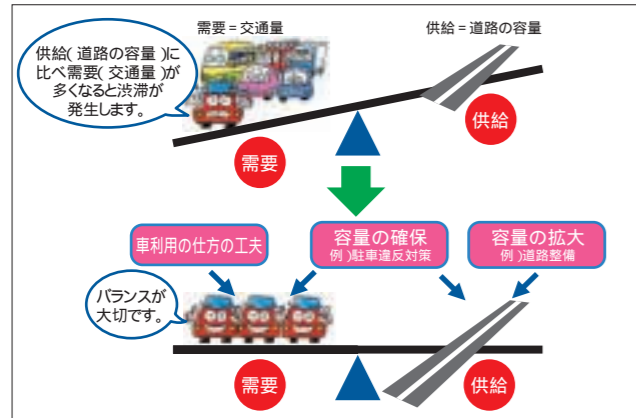 需要＝交通量
供給＝道路の容量
供給(道路の容量)に
比べ需要(交通量)が
多くなると渋滞が
発生します。
需要
供給
車利用の仕方の工夫
容量の確保
例)駐車違反対策
容量の拡大
例)道路整備
バランスが
大切です。
需要
供給